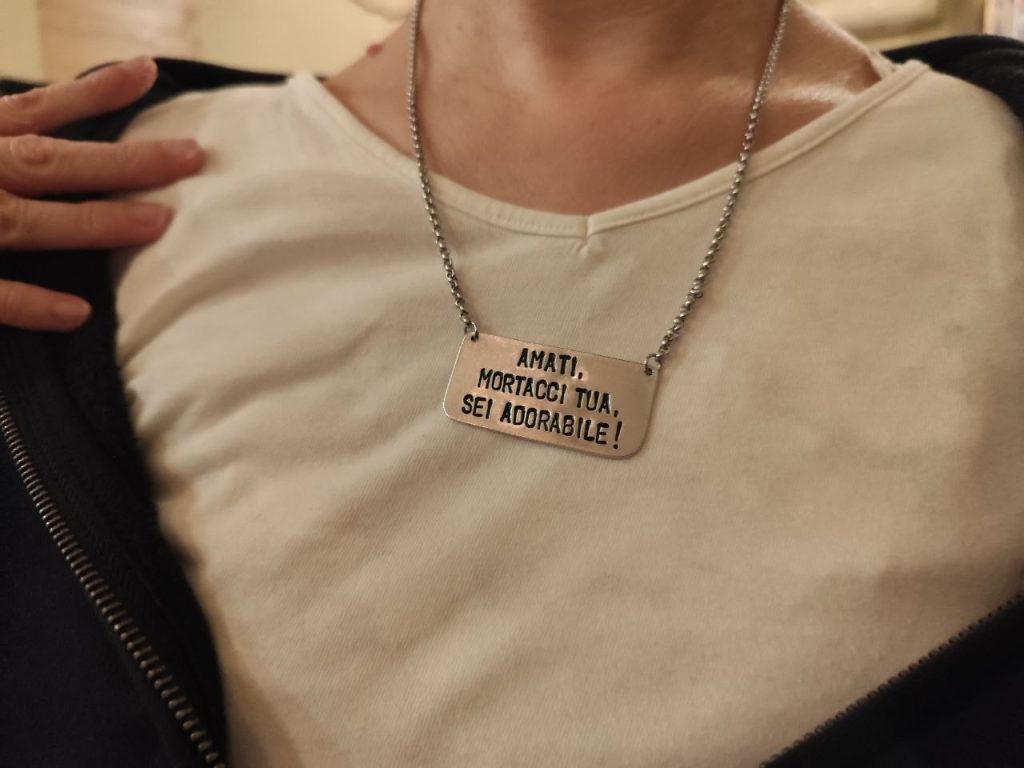 AMATI,
MORTACCI TUA,
SEI ADORABILE!